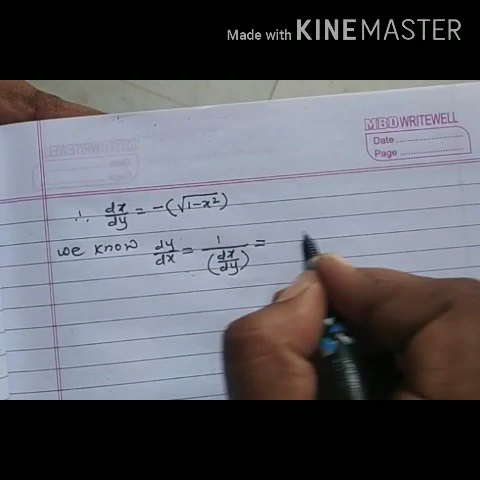 Made with KINEMASTER
MBD WRITEWELL
Date ....................
Page ....................
∴ dx/dy = -(√1-x²)
we know dy/dx = 1/(dx/dy) =